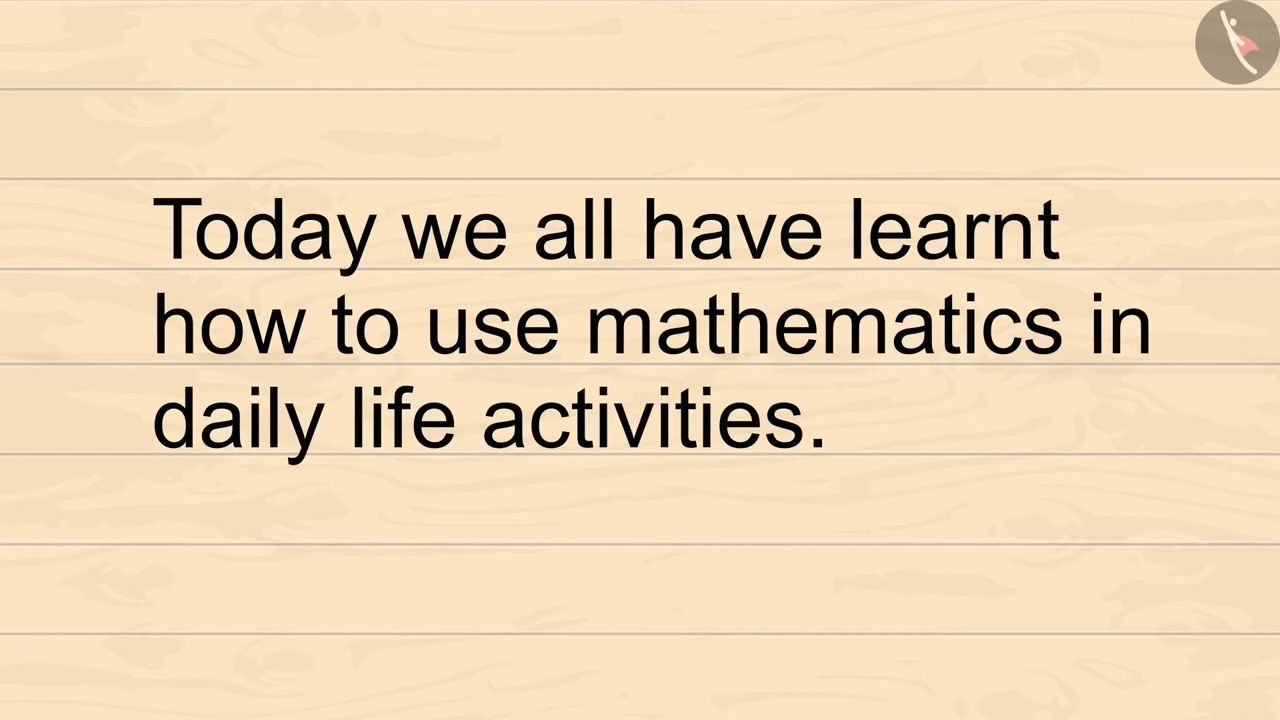 Today we all have learnt
how to use mathematics in
daily life activities.